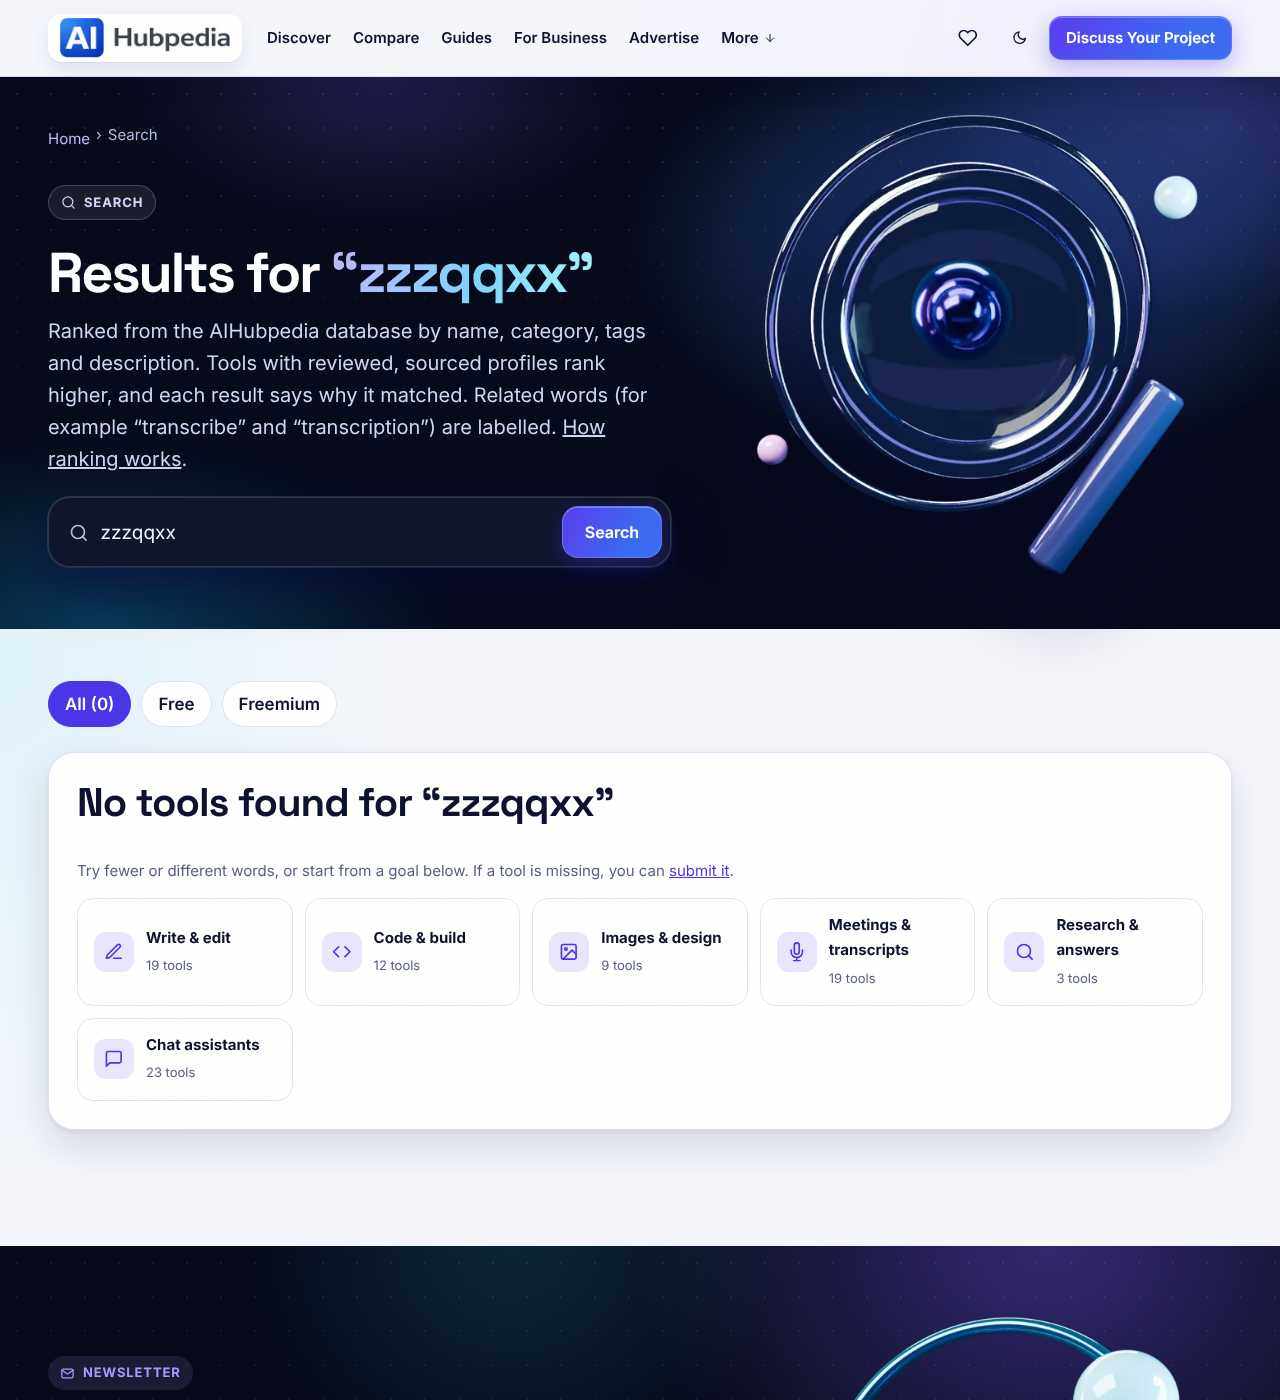 AI Hubpedia
Discover
Compare
Guides
For Business
Advertise
More
Discuss Your Project
Home › Search
SEARCH
Results for “zzzqqxx”
Ranked from the AIHubpedia database by name, category, tags
and description. Tools with reviewed, sourced profiles rank
higher, and each result says why it matched. Related words (for
example “transcribe” and “transcription”) are labelled. How
ranking works.
zzzqqxx
Search
All (0)
Free
Freemium
No tools found for “zzzqqxx”
Try fewer or different words, or start from a goal below. If a tool is missing, you can submit it.
Write & edit
19 tools
Code & build
12 tools
Images & design
9 tools
Meetings &
transcripts
19 tools
Research &
answers
3 tools
Chat assistants
23 tools
NEWSLETTER